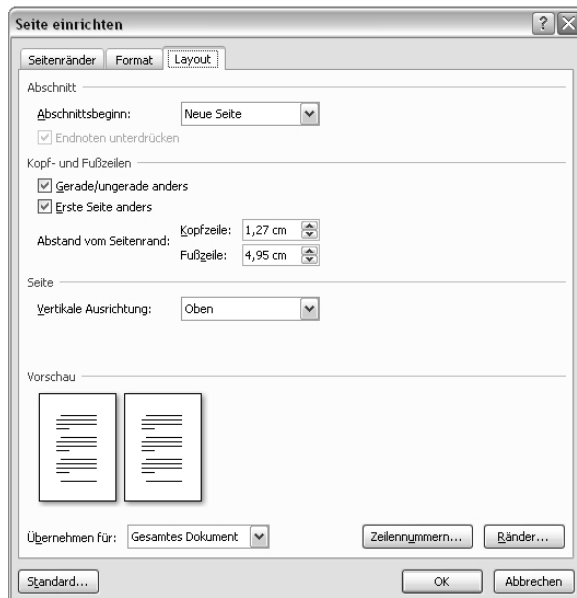 Seite einrichten
Seitenränder Format Layout
Abschnitt
Abschnittsbeginn: Neue Seite
Endnoten unterdrücken
Kopf- und Fußzeilen
Gerade/ungerade anders
Erste Seite anders
Abstand vom Seitenrand: Kopfzeile: 1,27 cm
Fußzeile: 4,95 cm
Seite
Vertikale Ausrichtung: Oben
Vorschau
Übernehmen für: Gesamtes Dokument Zeilennummern... Ränder...
Standard... OK Abbrechen